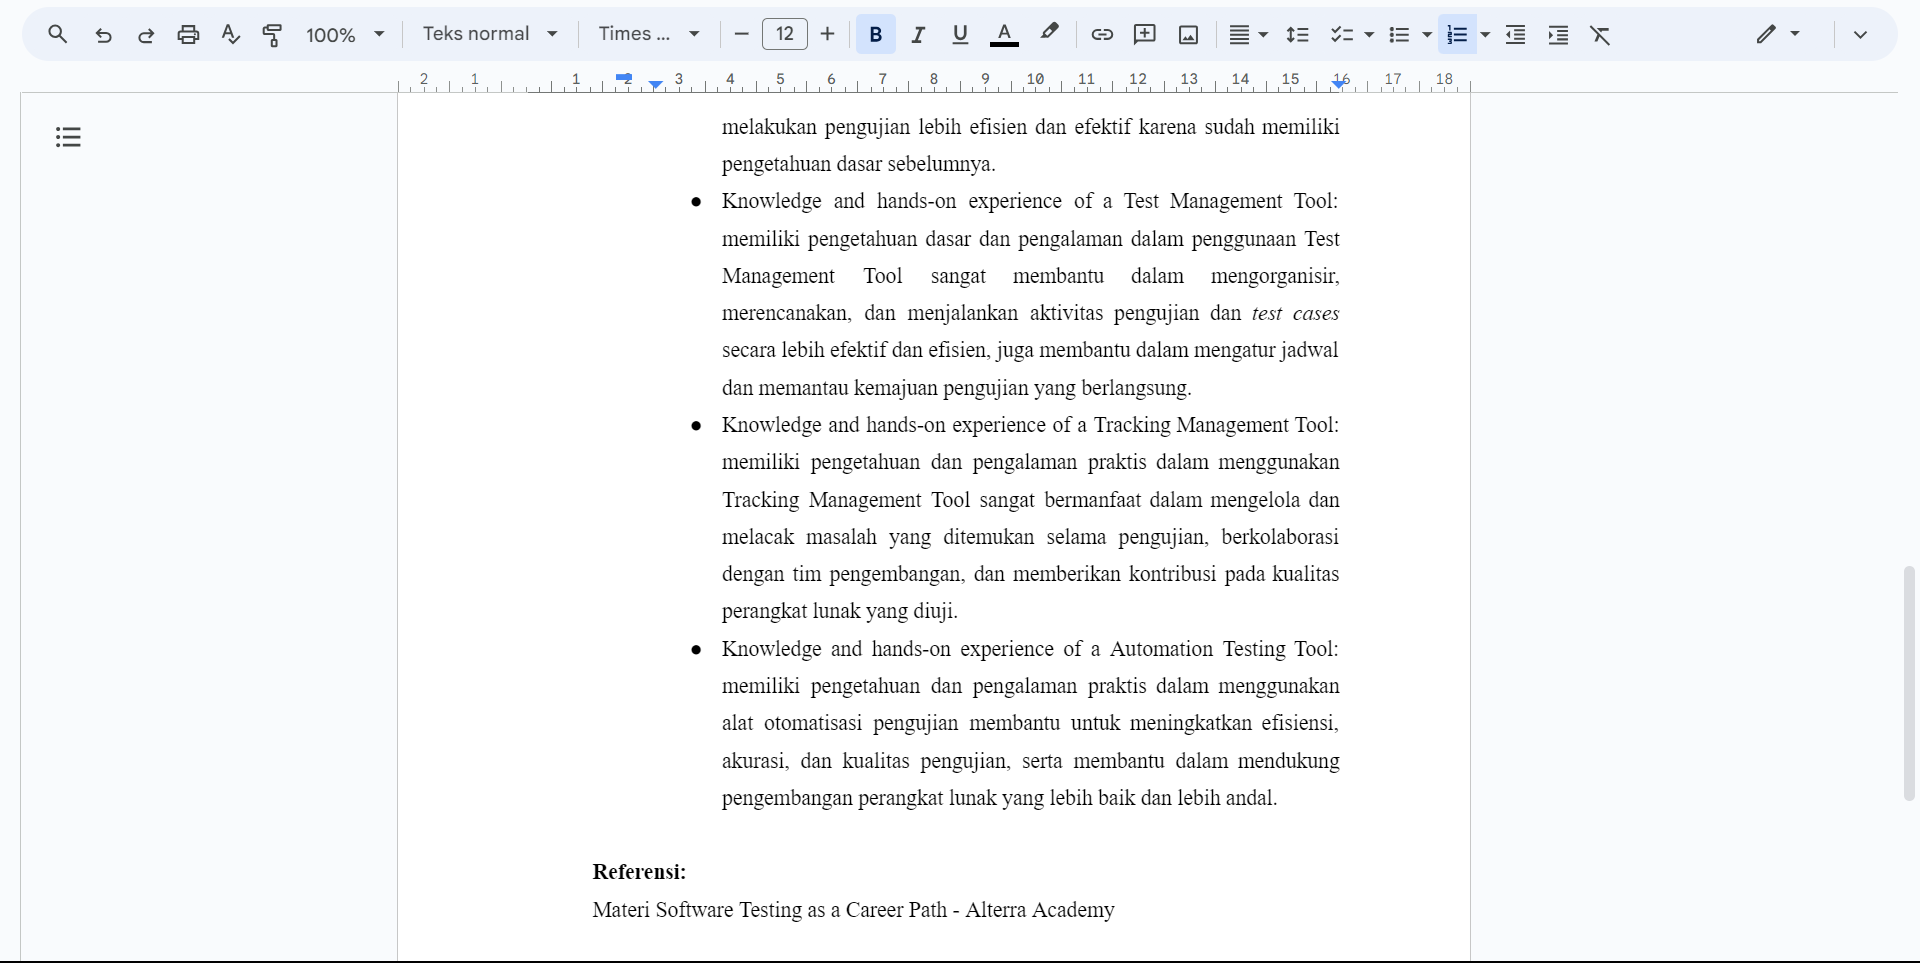 100% Teks normal Times ... 12 B I U A
2 1 1 2 3 4 5 6 7 8 9 10 11 12 13 14 15 16 17 18
melakukan pengujian lebih efisien dan efektif karena sudah memiliki
pengetahuan dasar sebelumnya.
● Knowledge and hands-on experience of a Test Management Tool:
memiliki pengetahuan dasar dan pengalaman dalam penggunaan Test
Management Tool sangat membantu dalam mengorganisir,
merencanakan, dan menjalankan aktivitas pengujian dan test cases
secara lebih efektif dan efisien, juga membantu dalam mengatur jadwal
dan memantau kemajuan pengujian yang berlangsung.
● Knowledge and hands-on experience of a Tracking Management Tool:
memiliki pengetahuan dan pengalaman praktis dalam menggunakan
Tracking Management Tool sangat bermanfaat dalam mengelola dan
melacak masalah yang ditemukan selama pengujian, berkolaborasi
dengan tim pengembangan, dan memberikan kontribusi pada kualitas
perangkat lunak yang diuji.
● Knowledge and hands-on experience of a Automation Testing Tool:
memiliki pengetahuan dan pengalaman praktis dalam menggunakan
alat otomatisasi pengujian membantu untuk meningkatkan efisiensi,
akurasi, dan kualitas pengujian, serta membantu dalam mendukung
pengembangan perangkat lunak yang lebih baik dan lebih andal.
Referensi:
Materi Software Testing as a Career Path - Alterra Academy